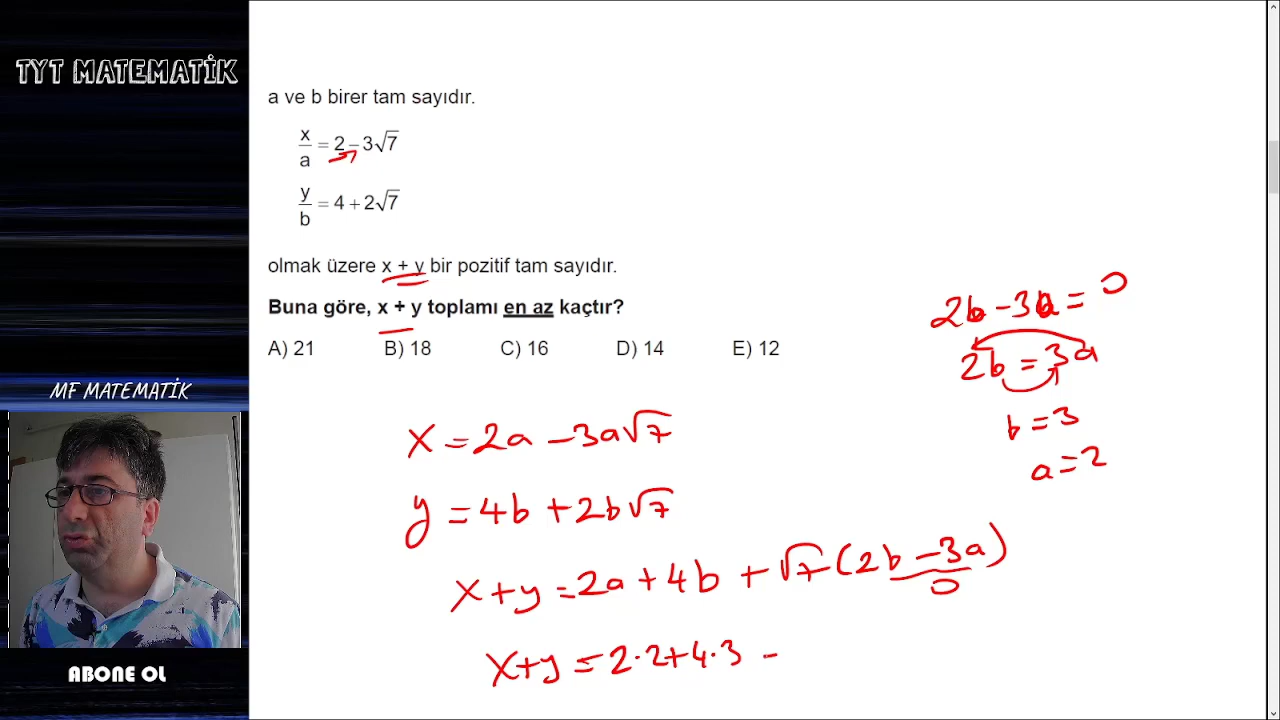 TYT MATEMATİK
a ve b birer tam sayıdır.
x/a = 2 – 3√7
y/b = 4 + 2√7
olmak üzere x + y bir pozitif tam sayıdır.
Buna göre, x + y toplamı en az kaçtır?
A) 21 B) 18 C) 16 D) 14 E) 12
2b – 3a = 0
2b = 3a
b = 3
a = 2
MF MATEMATİK
x = 2a – 3a√7
y = 4b + 2b√7
x + y = 2a + 4b + √7(2b – 3a)
0
x + y = 2·2 + 4·3 –
ABONE OL